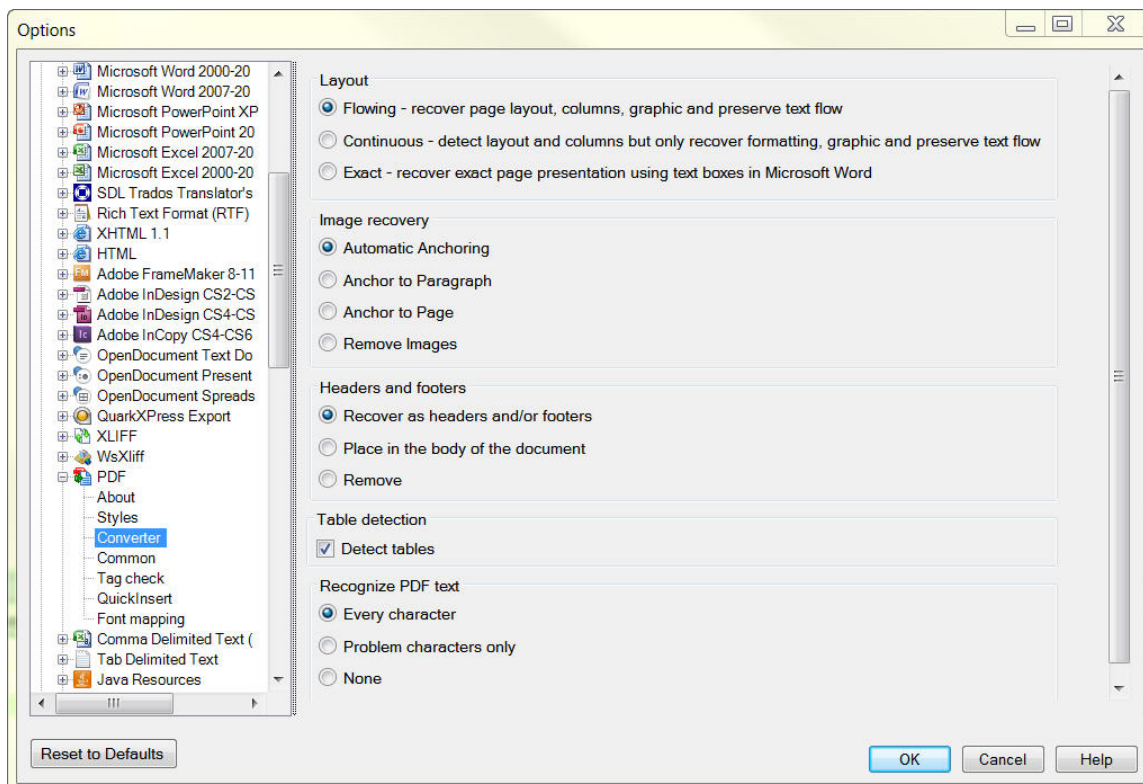 Options
Microsoft Word 2000-20
Microsoft Word 2007-20
Microsoft PowerPoint XP
Microsoft PowerPoint 20
Microsoft Excel 2007-20
Microsoft Excel 2000-20
SDL Trados Translator's
Rich Text Format (RTF)
XHTML 1.1
HTML
Adobe FrameMaker 8-11
Adobe InDesign CS2-CS
Adobe InDesign CS4-CS
Adobe InCopy CS4-CS6
OpenDocument Text Do
OpenDocument Present
OpenDocument Spreads
QuarkXPress Export
XLIFF
WsXliff
PDF
About
Styles
Converter
Common
Tag check
QuickInsert
Font mapping
Comma Delimited Text (
Tab Delimited Text
Java Resources
Layout
Flowing - recover page layout, columns, graphic and preserve text flow
Continuous - detect layout and columns but only recover formatting, graphic and preserve text flow
Exact - recover exact page presentation using text boxes in Microsoft Word
Image recovery
Automatic Anchoring
Anchor to Paragraph
Anchor to Page
Remove Images
Headers and footers
Recover as headers and/or footers
Place in the body of the document
Remove
Table detection
Detect tables
Recognize PDF text
Every character
Problem characters only
None
Reset to Defaults
OK
Cancel
Help